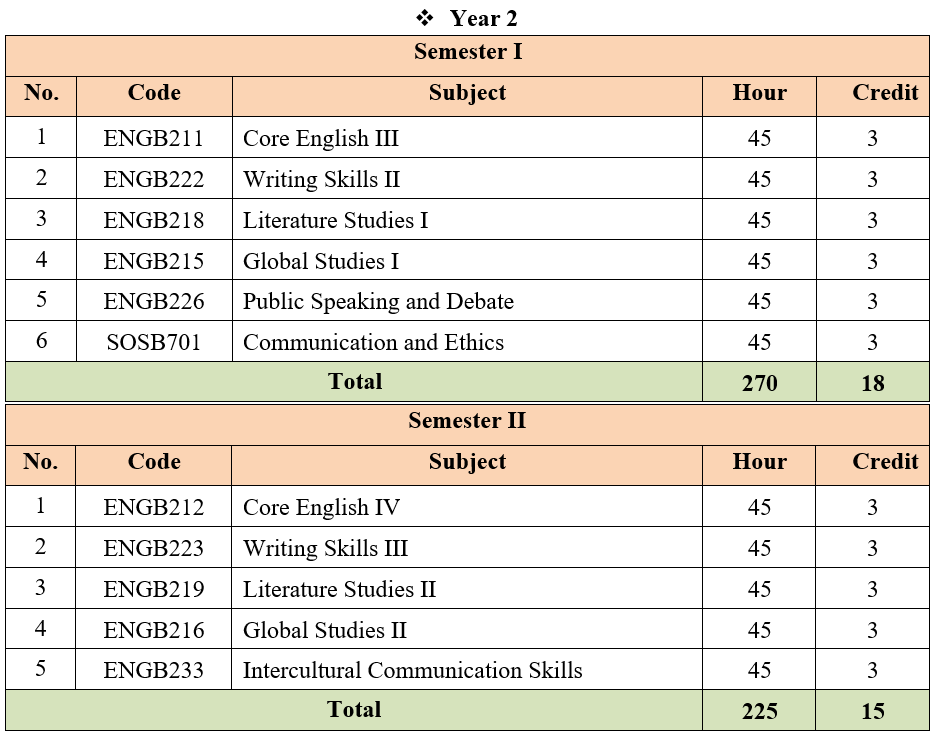 ❖ Year 2
Semester I
No. Code Subject Hour Credit
1 ENGB211 Core English III 45 3
2 ENGB222 Writing Skills II 45 3
3 ENGB218 Literature Studies I 45 3
4 ENGB215 Global Studies I 45 3
5 ENGB226 Public Speaking and Debate 45 3
6 SOSB701 Communication and Ethics 45 3
Total 270 18
Semester II
No. Code Subject Hour Credit
1 ENGB212 Core English IV 45 3
2 ENGB223 Writing Skills III 45 3
3 ENGB219 Literature Studies II 45 3
4 ENGB216 Global Studies II 45 3
5 ENGB233 Intercultural Communication Skills 45 3
Total 225 15